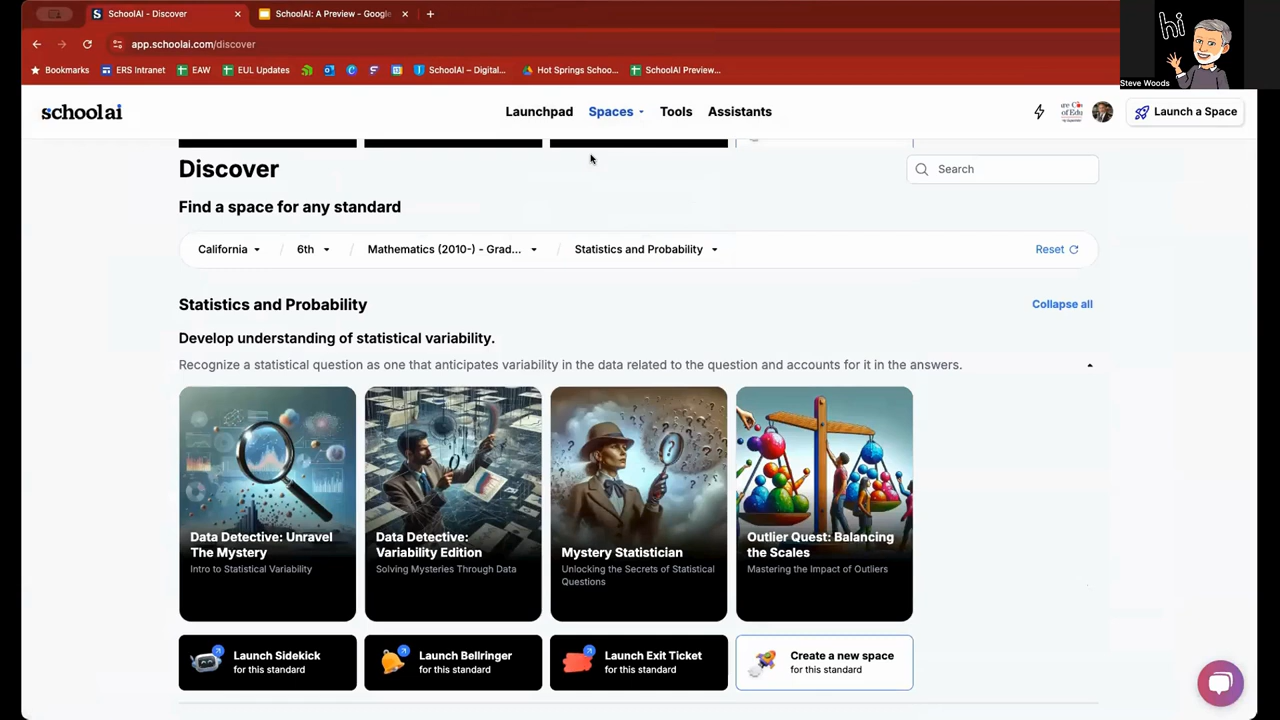 SchoolAI - Discover
SchoolAI: A Preview - Google
app.schoolai.com/discover
Bookmarks
ERS Intranet
EAW
EUL Updates
SchoolAI – Digital...
Hot Springs Schoo...
SchoolAI Preview...
hi
Steve Woods
school ai
Launchpad
Spaces
Tools
Assistants
Launch a Space
Discover
Search
Find a space for any standard
California
/ 6th
/ Mathematics (2010-) - Grad...
/ Statistics and Probability
Reset
Statistics and Probability
Collapse all
Develop understanding of statistical variability.
Recognize a statistical question as one that anticipates variability in the data related to the question and accounts for it in the answers.
Data Detective: Unravel
The Mystery
Intro to Statistical Variability
Data Detective:
Variability Edition
Solving Mysteries Through Data
Mystery Statistician
Unlocking the Secrets of Statistical
Questions
Outlier Quest: Balancing
the Scales
Mastering the Impact of Outliers
Launch Sidekick
for this standard
Launch Bellringer
for this standard
Launch Exit Ticket
for this standard
Create a new space
for this standard